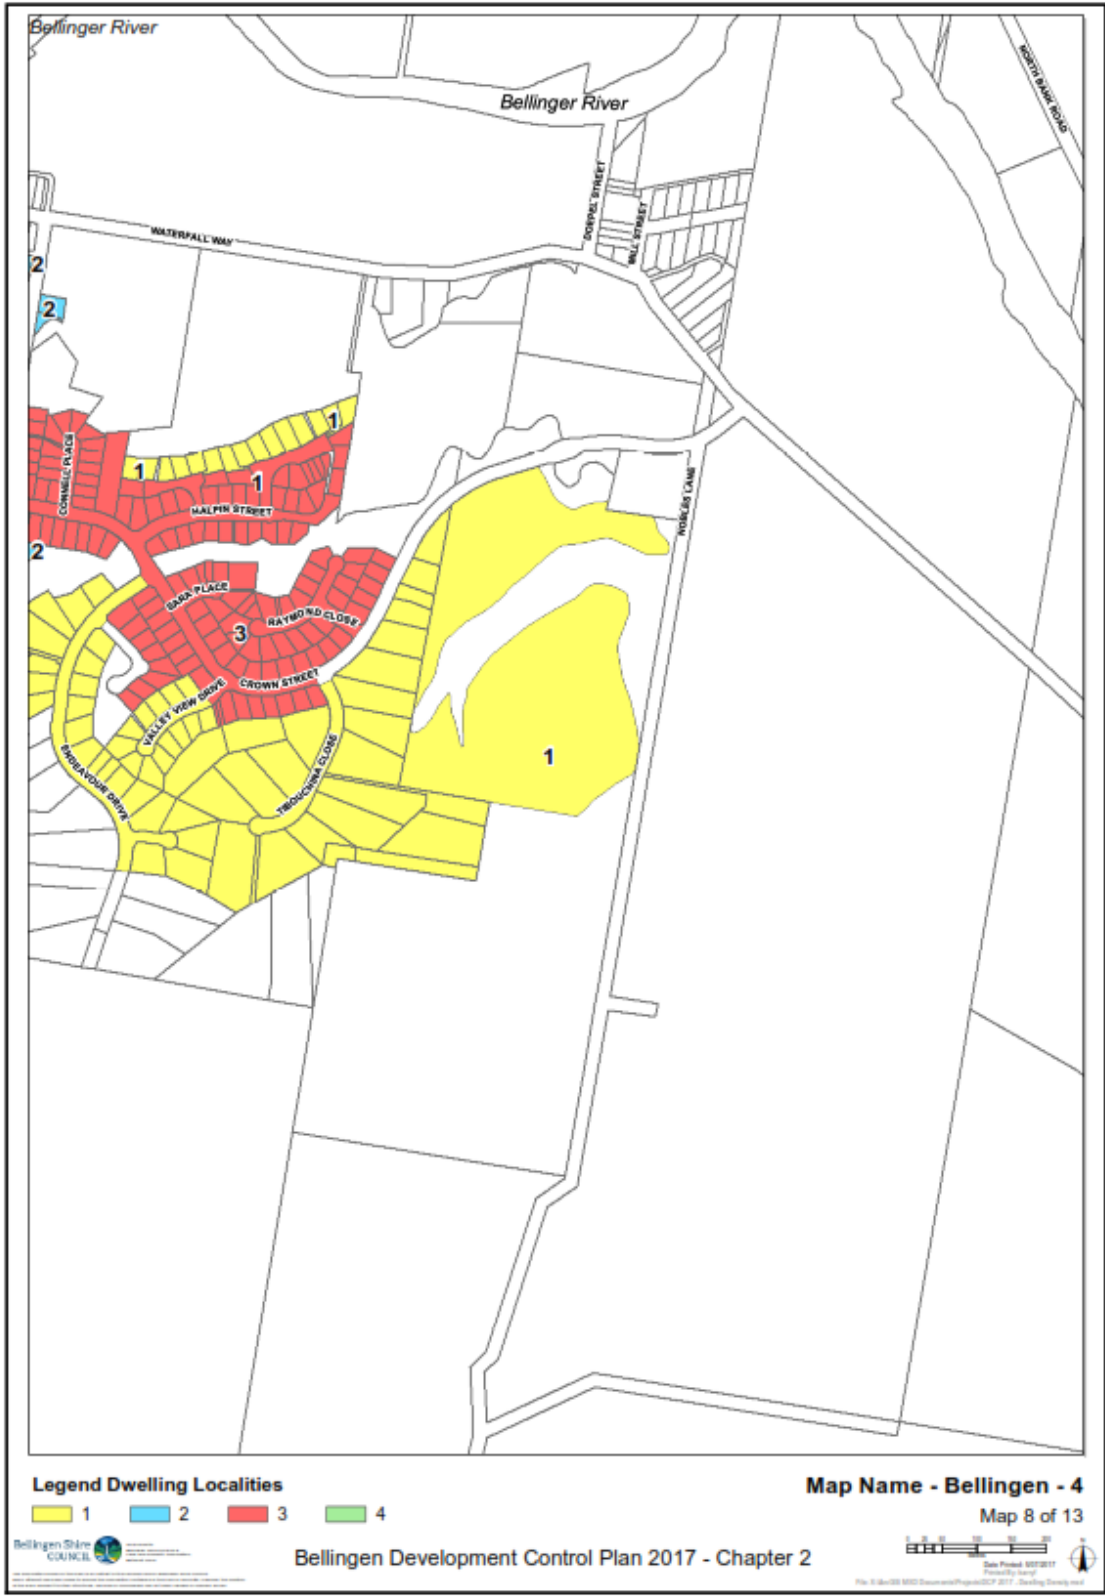 Bellinger River
Bellinger River
NORTH BANK ROAD
DOEPEL STREET
MILL STREET
WATERFALL WAY
2
2
1
1
1
CONNELL PLACE
HALPIN STREET
NOBLES LANE
2
SARA PLACE
RAYMOND CLOSE
3
CROWN STREET
VALLEY VIEW DRIVE
ENDEAVOUR DRIVE
TIBOUCHINA CLOSE
1
Legend Dwelling Localities
1 2 3 4
Map Name - Bellingen - 4
Map 8 of 13
Bellingen Shire
COUNCIL
Bellingen Development Control Plan 2017 - Chapter 2